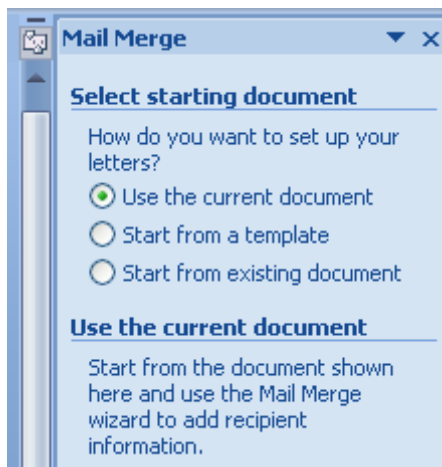 Mail Merge
Select starting document
How do you want to set up your
letters?
Use the current document
Start from a template
Start from existing document
Use the current document
Start from the document shown
here and use the Mail Merge
wizard to add recipient
information.